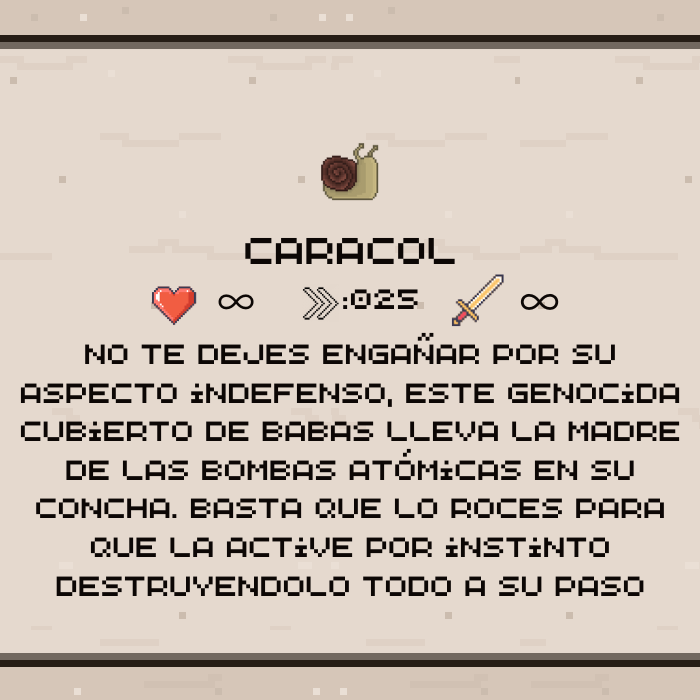 CARACOL
∞ :025 ∞
NO TE DEJES ENGAÑAR POR SU
ASPECTO iNDEFENSO, ESTE GENOCiDA
CUBiERTO DE BABAS LLEVA LA MADRE
DE LAS BOMBAS ATÓMiCAS EN SU
CONCHA. BASTA QUE LO ROCES PARA
QUE LA ACTiVE POR iNSTiNTO
DESTRUYENDOLO TODO A SU PASO